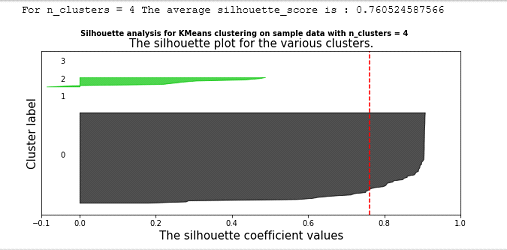 For n_clusters = 4 The average silhouette_score is : 0.760524587566
Silhouette analysis for KMeans clustering on sample data with n_clusters = 4
The silhouette plot for the various clusters.
3
2
1
0
Cluster label
−0.1 0.0 0.2 0.4 0.6 0.8 1.0
The silhouette coefficient values